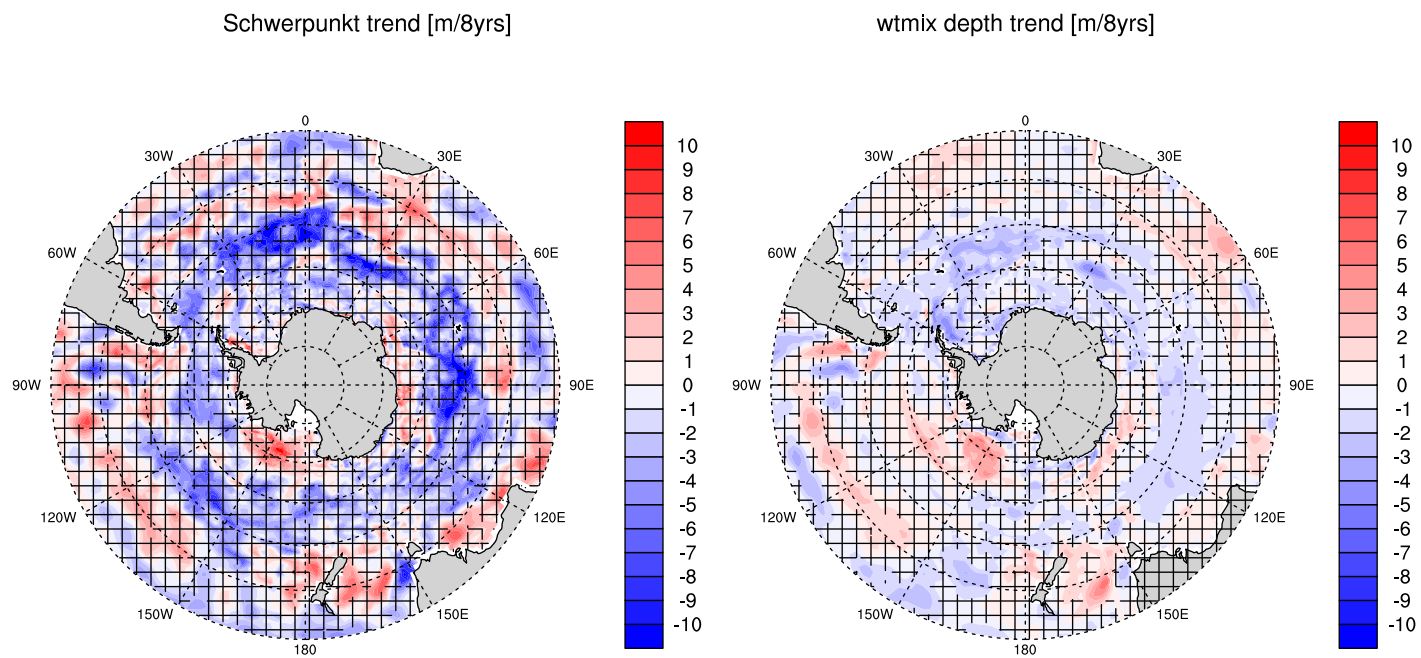 Schwerpunkt trend [m/8yrs]
wtmix depth trend [m/8yrs]
0
30W
30E
60W
60E
90W
90E
120W
120E
150W
150E
180
10
9
8
7
6
5
4
3
2
1
0
-1
-2
-3
-4
-5
-6
-7
-8
-9
-10
0
30W
30E
60W
60E
90W
90E
120W
120E
150W
150E
180
10
9
8
7
6
5
4
3
2
1
0
-1
-2
-3
-4
-5
-6
-7
-8
-9
-10